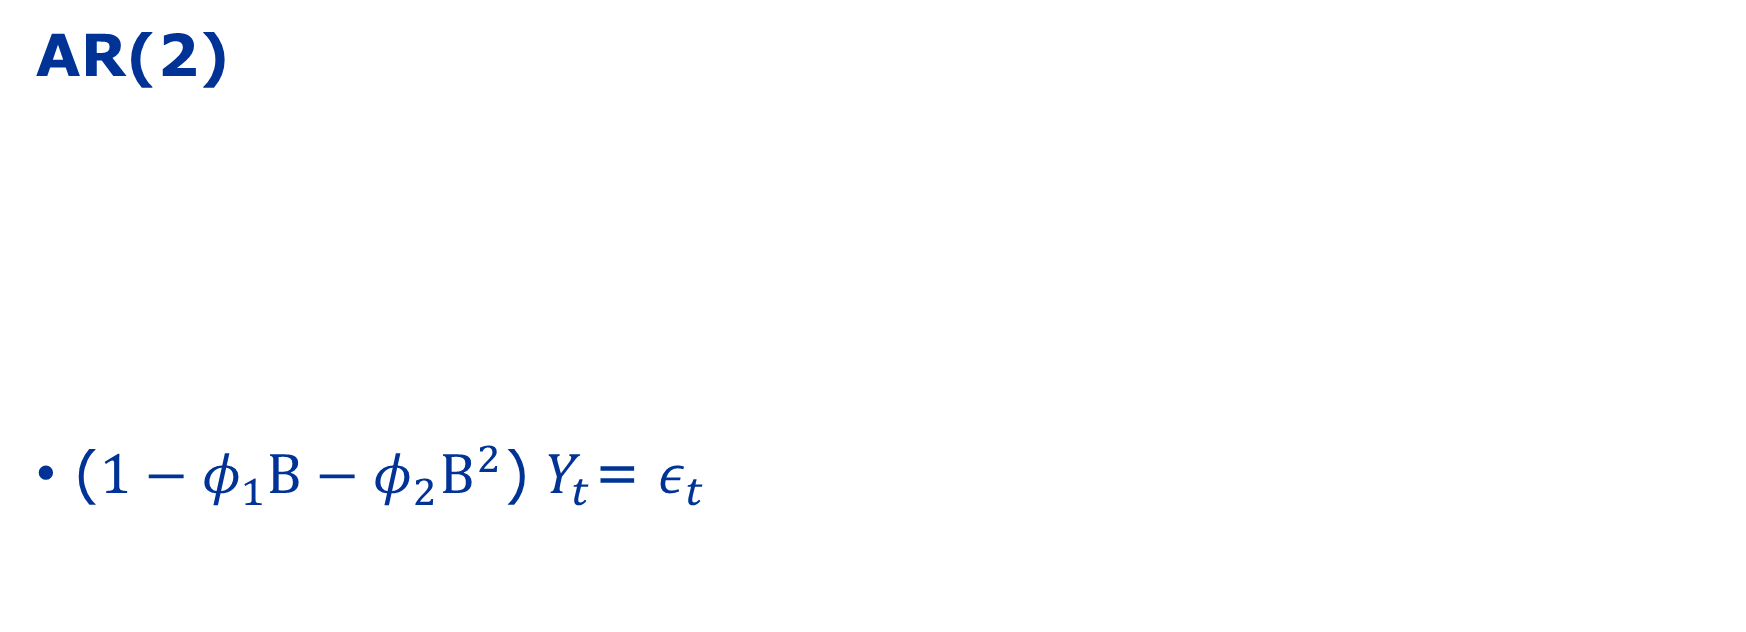 AR(2)
• (1 − ϕ₁B − ϕ₂B²) Yₜ = ϵₜ